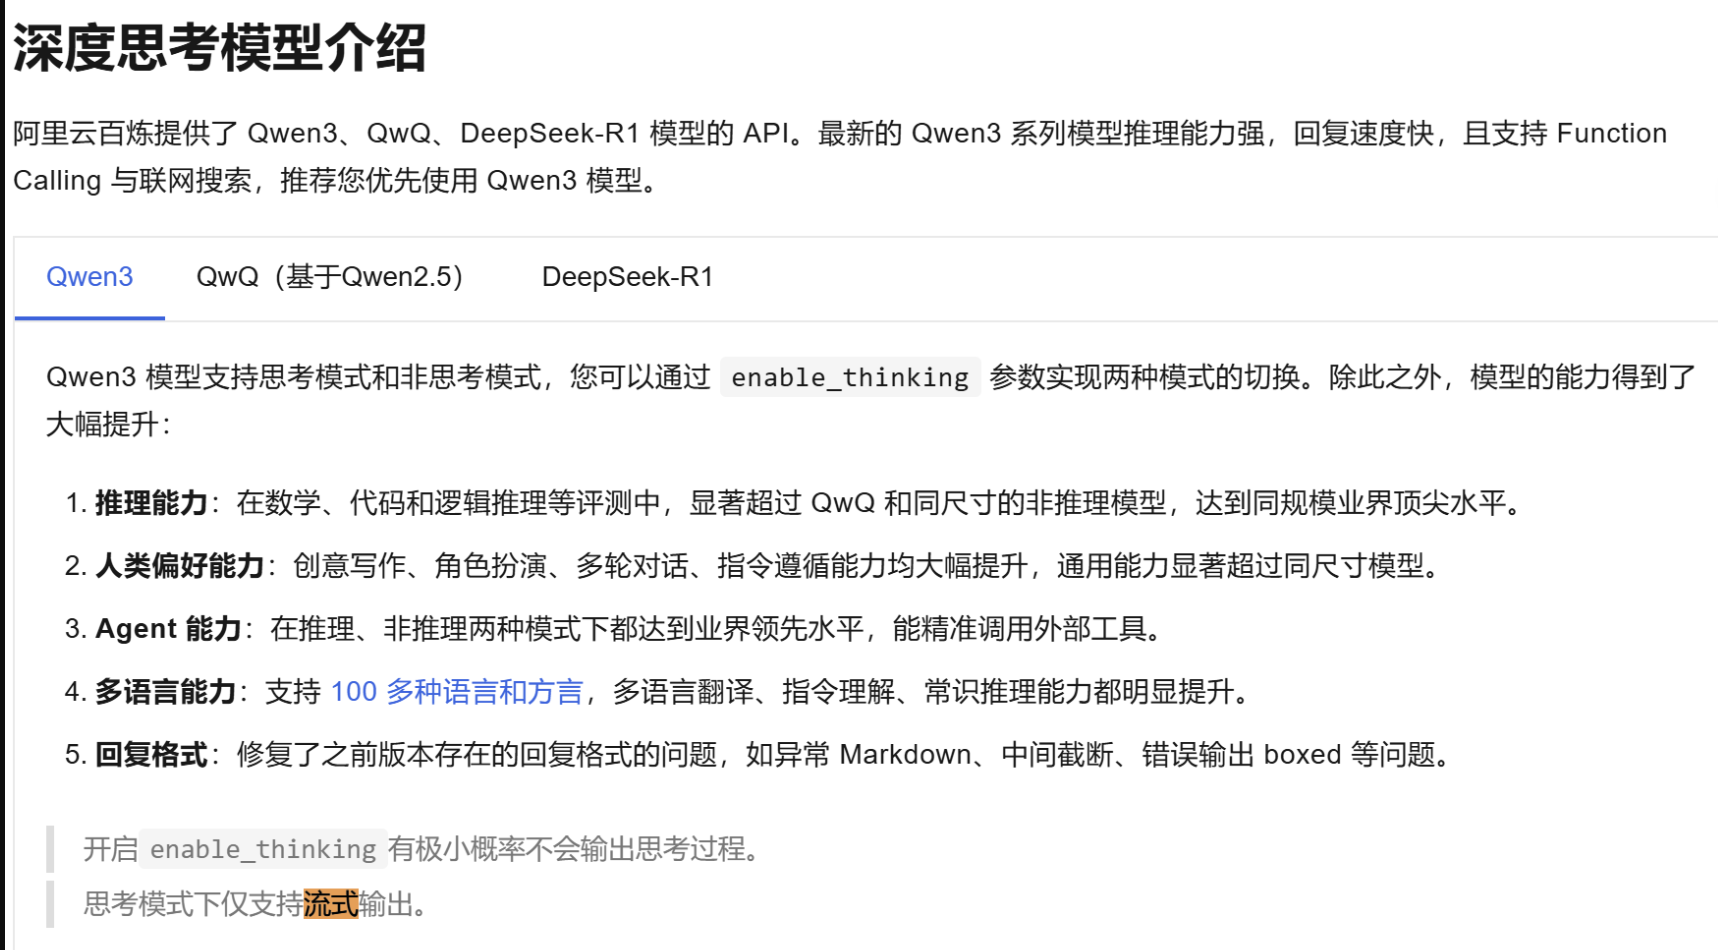 深度思考模型介绍
阿里云百炼提供了 Qwen3、QwQ、DeepSeek-R1 模型的 API。最新的 Qwen3 系列模型推理能力强，回复速度快，且支持 Function
Calling 与联网搜索，推荐您优先使用 Qwen3 模型。
Qwen3 QwQ（基于Qwen2.5） DeepSeek-R1
Qwen3 模型支持思考模式和非思考模式，您可以通过 enable_thinking 参数实现两种模式的切换。除此之外，模型的能力得到了
大幅提升：
1. 推理能力：在数学、代码和逻辑推理等评测中，显著超过 QwQ 和同尺寸的非推理模型，达到同规模业界顶尖水平。
2. 人类偏好能力：创意写作、角色扮演、多轮对话、指令遵循能力均大幅提升，通用能力显著超过同尺寸模型。
3. Agent 能力：在推理、非推理两种模式下都达到业界领先水平，能精准调用外部工具。
4. 多语言能力：支持 100 多种语言和方言，多语言翻译、指令理解、常识推理能力都明显提升。
5. 回复格式：修复了之前版本存在的回复格式的问题，如异常 Markdown、中间截断、错误输出 boxed 等问题。
开启 enable_thinking 有极小概率不会输出思考过程。
思考模式下仅支持流式输出。